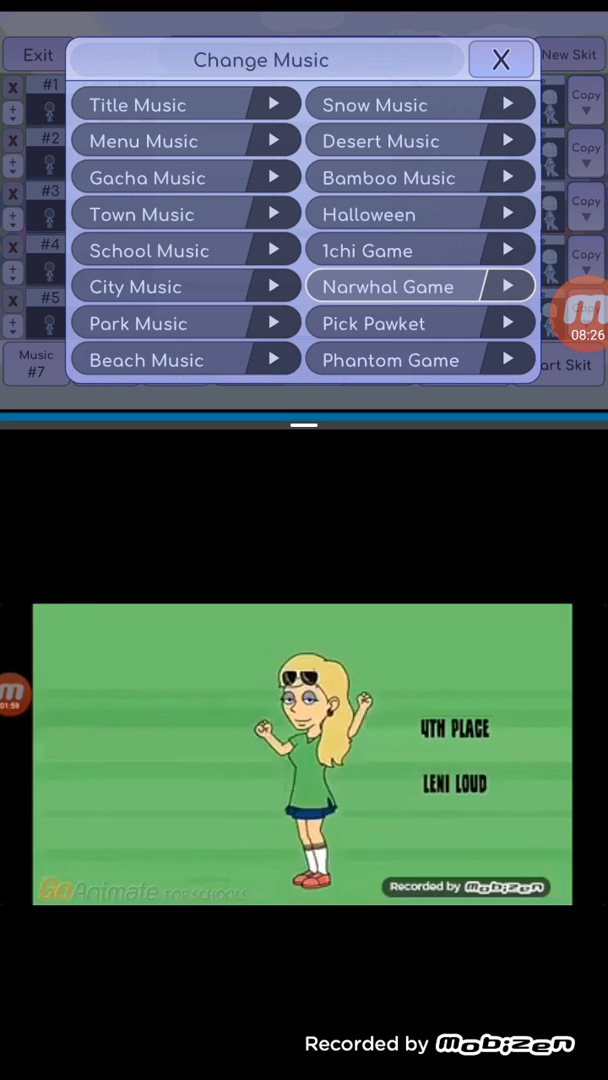 Change Music
X
Exit
New Skit
Title Music
Snow Music
Menu Music
Desert Music
Gacha Music
Bamboo Music
Town Music
Halloween
School Music
1chi Game
City Music
Narwhal Game
Park Music
Pick Pawket
Beach Music
Phantom Game
X #1
Copy
X #2
Copy
X #3
Copy
X #4
Copy
X #5
Copy
08:26
Music
#7
art Skit
01:59
4TH PLACE
LENI LOUD
GoAnimate FOR SCHOOLS
Recorded by mobizen
Recorded by mobizen